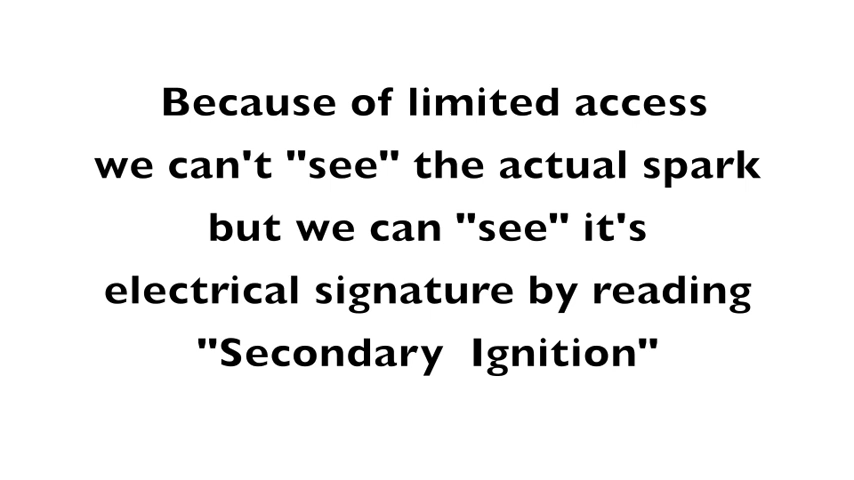 Because of limited access
we can't "see" the actual spark
but we can "see" it's
electrical signature by reading
"Secondary  Ignition"